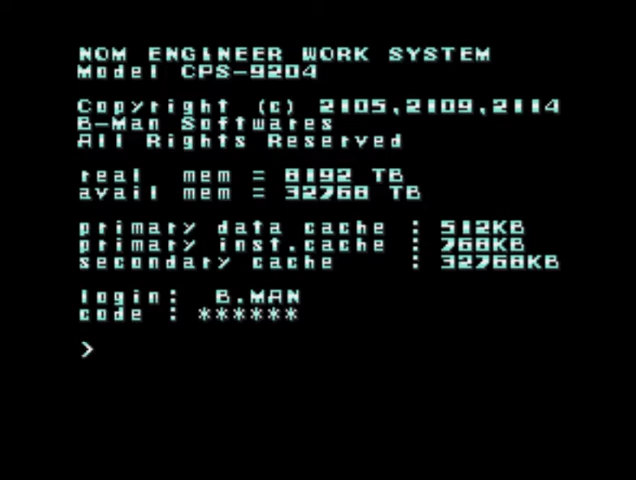 NOM ENGINEER WORK SYSTEM
Model CPS-9204
Copyright (c) 2105,2109,2114
B-Man Softwares
All Rights Reserved
real mem = 8192 TB
avail mem = 32768 TB
primary data cache : 512KB
primary inst.cache : 768KB
secondary cache : 32768KB
login: B.MAN
code : ******
>